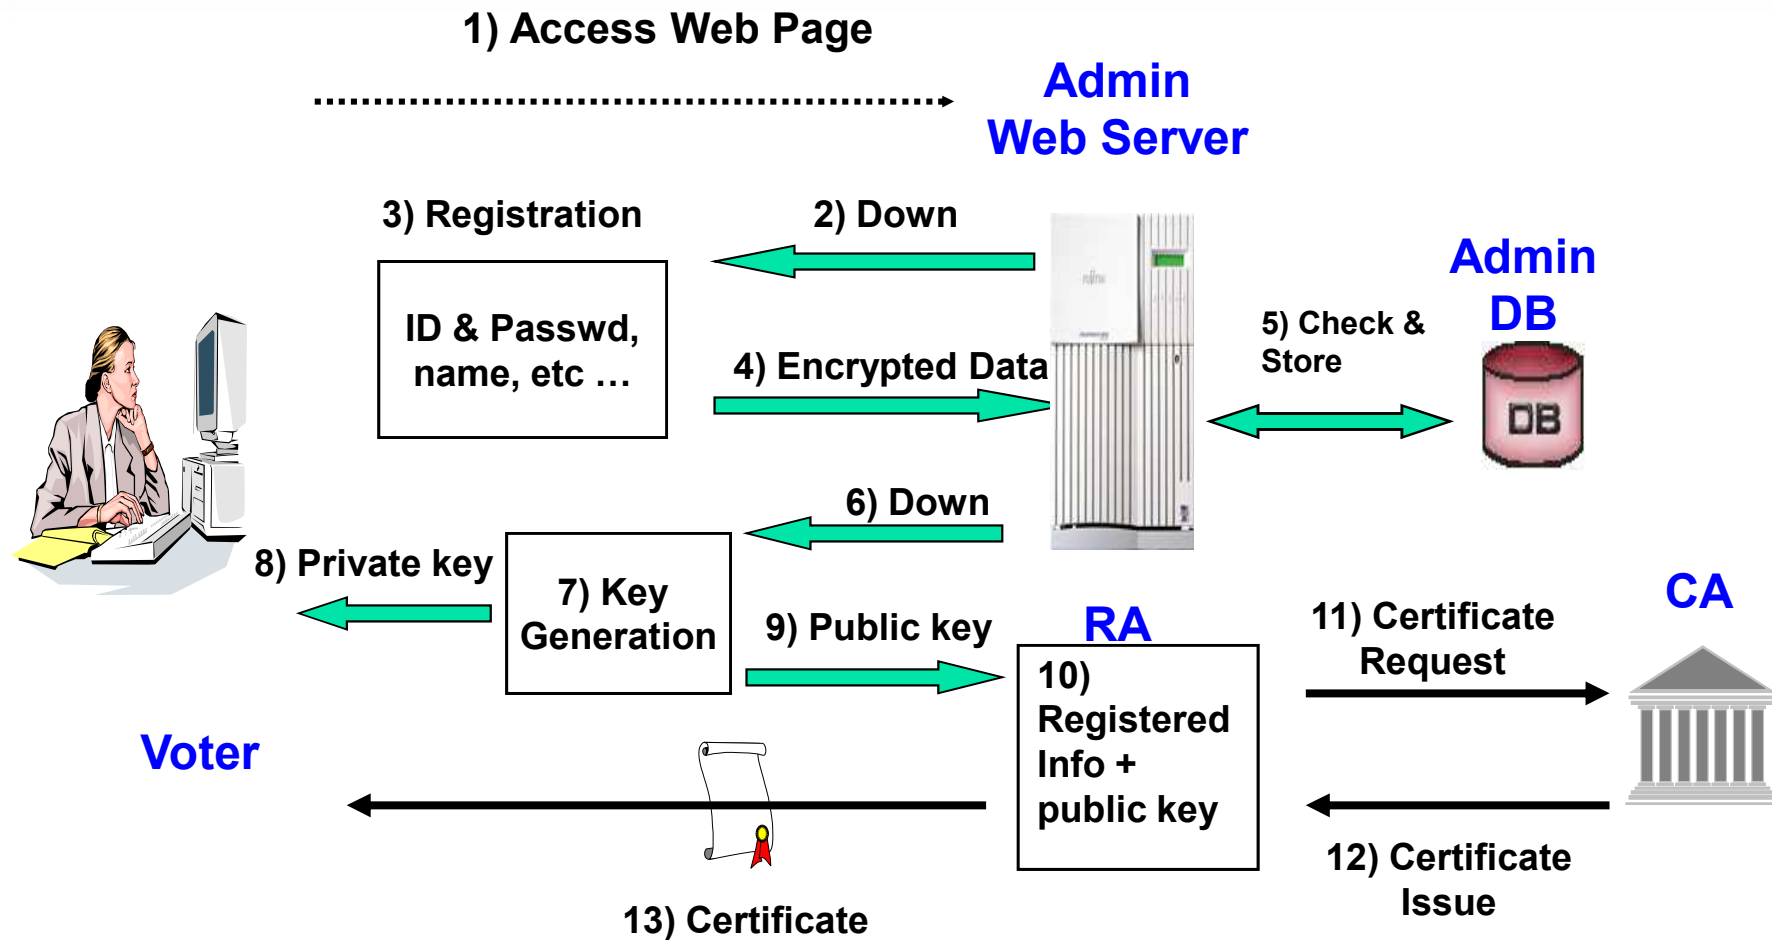 1) Access Web Page
Admin
Web Server
3) Registration
2) Down
Admin
DB
ID & Passwd,
name, etc ...
5) Check &
Store
4) Encrypted Data
DB
6) Down
8) Private key
7) Key
Generation
9) Public key
RA
11) Certificate
Request
CA
10)
Registered
Info +
public key
Voter
12) Certificate
Issue
13) Certificate